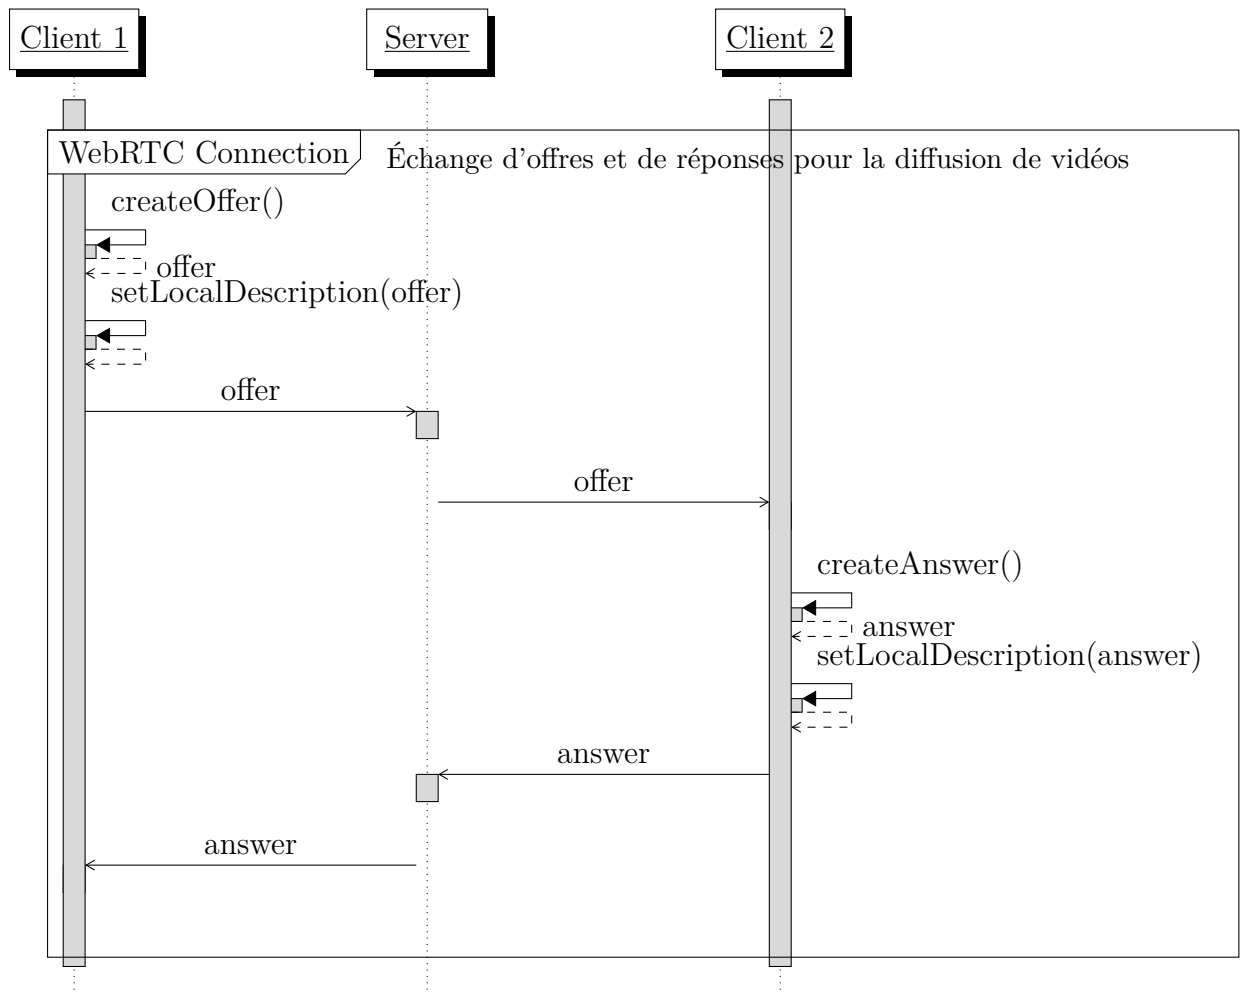 Client 1
Server
Client 2
WebRTC Connection
Échange d'offres et de réponses pour la diffusion de vidéos
createOffer()
offer
setLocalDescription(offer)
offer
offer
createAnswer()
answer
setLocalDescription(answer)
answer
answer